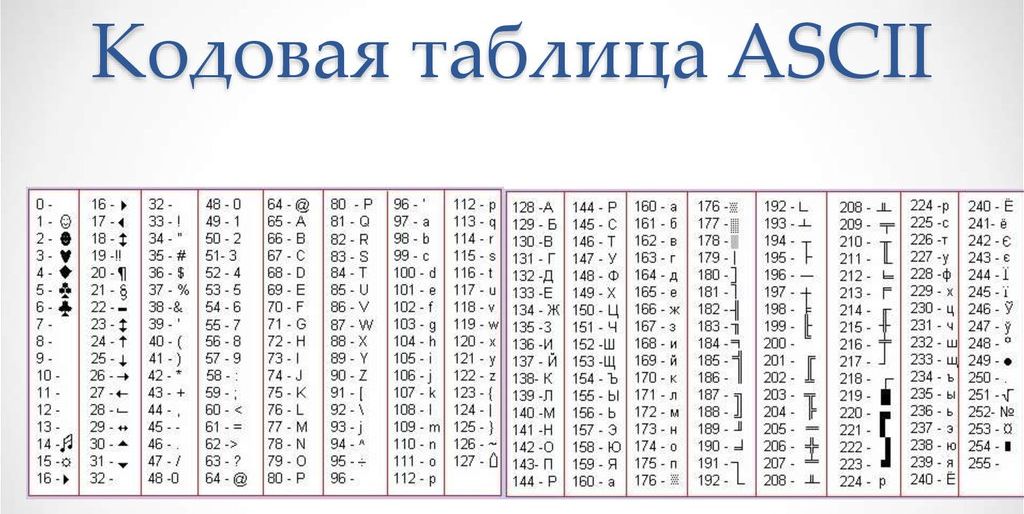 Кодовая таблица ASCII
0 - 16 - ► 32 - 48 - 0 64 - @ 80 - P 96 - ' 112 - p
1 - ☺ 17 - ◄ 33 - ! 49 - 1 65 - A 81 - Q 97 - a 113 - q
2 - ☻ 18 - ↕ 34 - " 50 - 2 66 - B 82 - R 98 - b 114 - r
3 - ♥ 19 - !! 35 - # 51 - 3 67 - C 83 - S 99 - c 115 - s
4 - ♦ 20 - ¶ 36 - $ 52 - 4 68 - D 84 - T 100 - d 116 - t
5 - ♣ 21 - § 37 - % 53 - 5 69 - E 85 - U 101 - e 117 - u
6 - ♠ 22 - ▬ 38 - & 54 - 6 70 - F 86 - V 102 - f 118 - v
7 - 23 - ↨ 39 - ' 55 - 7 71 - G 87 - W 103 - g 119 - w
8 - 24 - ↑ 40 - ( 56 - 8 72 - H 88 - X 104 - h 120 - x
9 - 25 - ↓ 41 - ) 57 - 9 73 - I 89 - Y 105 - i 121 - y
10 - 26 - → 42 - * 58 - : 74 - J 90 - Z 106 - j 122 - z
11 - 27 - ← 43 - + 59 - ; 75 - K 91 - [ 107 - k 123 - {
12 - 28 - ∟ 44 - , 60 - < 76 - L 92 - \ 108 - l 124 - |
13 - 29 - ↔ 45 - - 61 - = 77 - M 93 - ] 109 - m 125 - }
14 - ♫ 30 - ▲ 46 - . 62 - > 78 - N 94 - ^ 110 - n 126 - ~
15 - ☼ 31 - ▼ 47 - / 63 - ? 79 - O 95 - ÷ 111 - o 127 - ⌂
16 - ► 32 - 48 - 0 64 - @ 80 - P 96 - 112 - p
128 - А 144 - Р 160 - а 176 - ░ 192 - └ 208 - ╨ 224 - р 240 - Ё
129 - Б 145 - С 161 - б 177 - ▒ 193 - ┴ 209 - ╤ 225 - с 241 - ё
130 - В 146 - Т 162 - в 178 - ▓ 194 - ┬ 210 - ╥ 226 - т 242 - Є
131 - Г 147 - У 163 - г 179 - │ 195 - ├ 211 - ╙ 227 - у 243 - є
132 - Д 148 - Ф 164 - д 180 - ┤ 196 - ─ 212 - ╘ 228 - ф 244 - Ї
133 - Е 149 - Х 165 - е 181 - ╡ 197 - ┼ 213 - ╒ 229 - х 245 - ї
134 - Ж 150 - Ц 166 - ж 182 - ╢ 198 - ╞ 214 - ╓ 230 - ц 246 - Ў
135 - З 151 - Ч 167 - з 183 - ╖ 199 - ╟ 215 - ╫ 231 - ч 247 - ў
136 - И 152 - Ш 168 - и 184 - ╕ 200 - ╚ 216 - ╪ 232 - ш 248 - °
137 - Й 153 - Щ 169 - й 185 - ╣ 201 - ╔ 217 - ┘ 233 - щ 249 - •
138 - К 154 - Ъ 170 - к 186 - ║ 202 - ╩ 218 - ┌ 234 - ъ 250 - .
139 - Л 155 - Ы 171 - л 187 - ╗ 203 - ╦ 219 - █ 235 - ы 251 - √
140 - М 156 - Ь 172 - м 188 - ╝ 204 - ╠ 220 - ▄ 236 - ь 252 - №
141 - Н 157 - Э 173 - н 189 - ╜ 205 - ═ 221 - ▌ 237 - э 253 - ¤
142 - О 158 - Ю 174 - о 190 - ╛ 206 - ╬ 222 - ▐ 238 - ю 254 - ■
143 - П 159 - Я 175 - п 191 - ┐ 207 - ╧ 223 - ▀ 239 - я 255 -
144 - Р 160 - а 176 - ░ 192 - └ 208 - ╨ 224 - р 240 - Ё